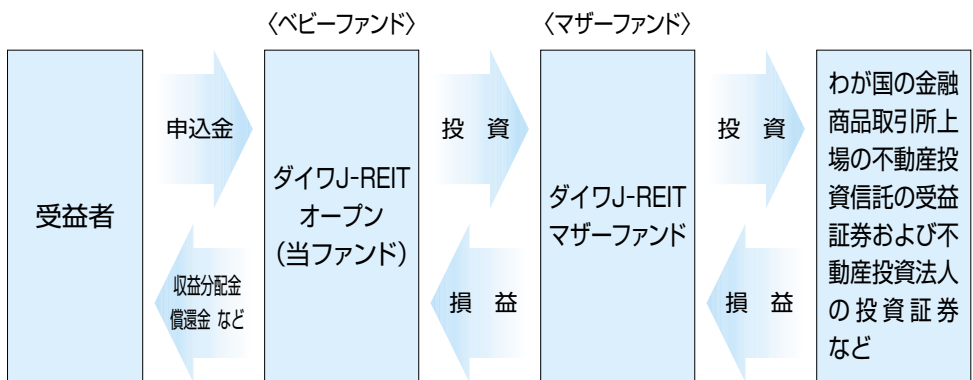 〈ベビーファンド〉
〈マザーファンド〉
受益者
申込金
収益分配金
償還金 など
ダイワJ-REIT
オープン
（当ファンド）
投　資
損　益
ダイワJ-REIT
マザーファンド
投　資
損　益
わが国の金融
商品取引所上
場の不動産投
資信託の受益
証券および不
動産投資法人
の投資証券
など